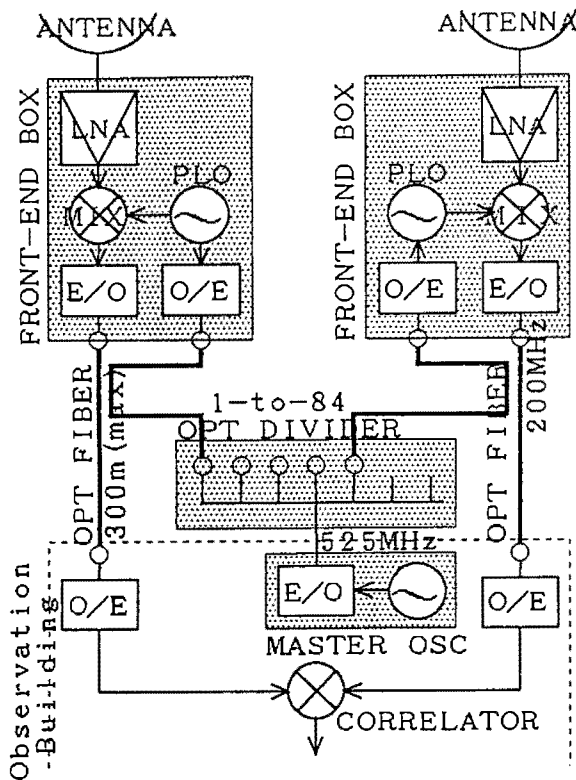 ANTENNA
ANTENNA
FRONT-END BOX
LNA
PLO
MIX
E/O
O/E
FRONT-END BOX
LNA
PLO
MIX
O/E
E/O
OPT FIBER
300m(max)
1-to-84
OPT DIVIDER
OPT FIBER
200MHz
525MHz
O/E
E/O
O/E
MASTER OSC
CORRELATOR
Observation
Building